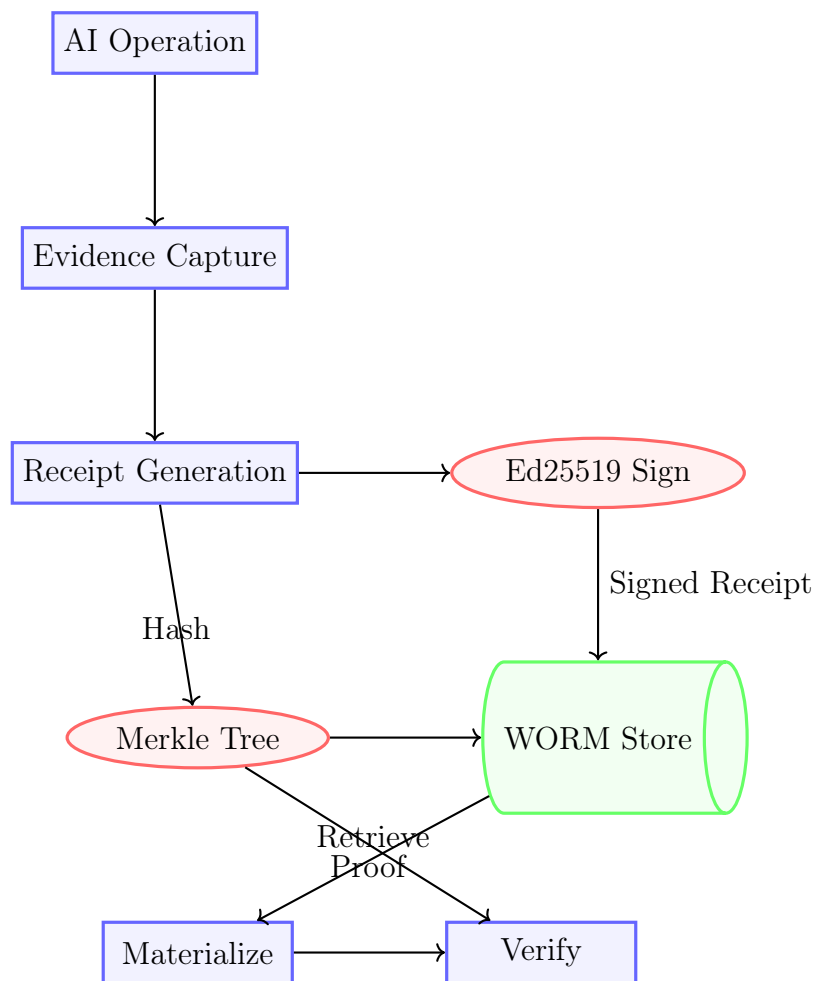 AI Operation
Evidence Capture
Receipt Generation
Ed25519 Sign
Signed Receipt
Hash
Merkle Tree
WORM Store
Retrieve
Proof
Materialize
Verify